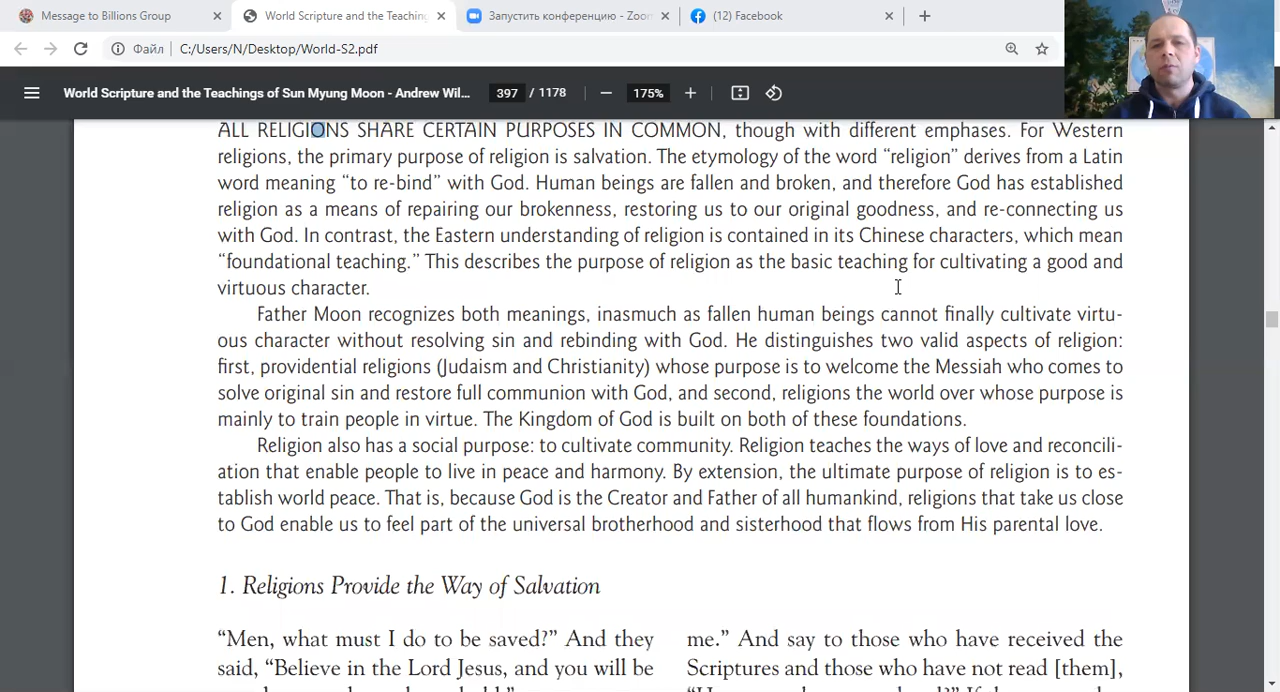 Message to Billions Group
World Scripture and the Teaching
Запустить конференцию - Zoom
(12) Facebook
Файл
C:/Users/N/Desktop/World-S2.pdf
World Scripture and the Teachings of Sun Myung Moon - Andrew Wil...
397 / 1178
175%
ALL RELIGIONS SHARE CERTAIN PURPOSES IN COMMON, though with different emphases. For Western
religions, the primary purpose of religion is salvation. The etymology of the word “religion” derives from a Latin
word meaning “to re-bind” with God. Human beings are fallen and broken, and therefore God has established
religion as a means of repairing our brokenness, restoring us to our original goodness, and re-connecting us
with God. In contrast, the Eastern understanding of religion is contained in its Chinese characters, which mean
“foundational teaching.” This describes the purpose of religion as the basic teaching for cultivating a good and
virtuous character.
Father Moon recognizes both meanings, inasmuch as fallen human beings cannot finally cultivate virtu-
ous character without resolving sin and rebinding with God. He distinguishes two valid aspects of religion:
first, providential religions (Judaism and Christianity) whose purpose is to welcome the Messiah who comes to
solve original sin and restore full communion with God, and second, religions the world over whose purpose is
mainly to train people in virtue. The Kingdom of God is built on both of these foundations.
Religion also has a social purpose: to cultivate community. Religion teaches the ways of love and reconcili-
ation that enable people to live in peace and harmony. By extension, the ultimate purpose of religion is to es-
tablish world peace. That is, because God is the Creator and Father of all humankind, religions that take us close
to God enable us to feel part of the universal brotherhood and sisterhood that flows from His parental love.
1. Religions Provide the Way of Salvation
“Men, what must I do to be saved?” And they
said, “Believe in the Lord Jesus, and you will be
me.” And say to those who have received the
Scriptures and those who have not read [them],